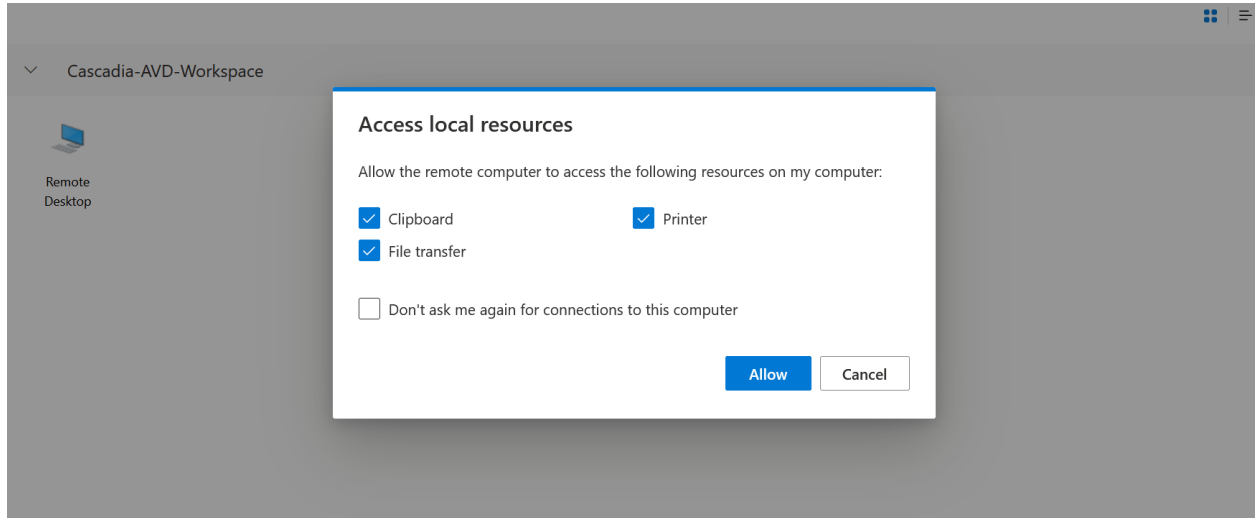 Cascadia-AVD-Workspace
Remote
Desktop
Access local resources
Allow the remote computer to access the following resources on my computer:
Clipboard
Printer
File transfer
Don't ask me again for connections to this computer
Allow
Cancel